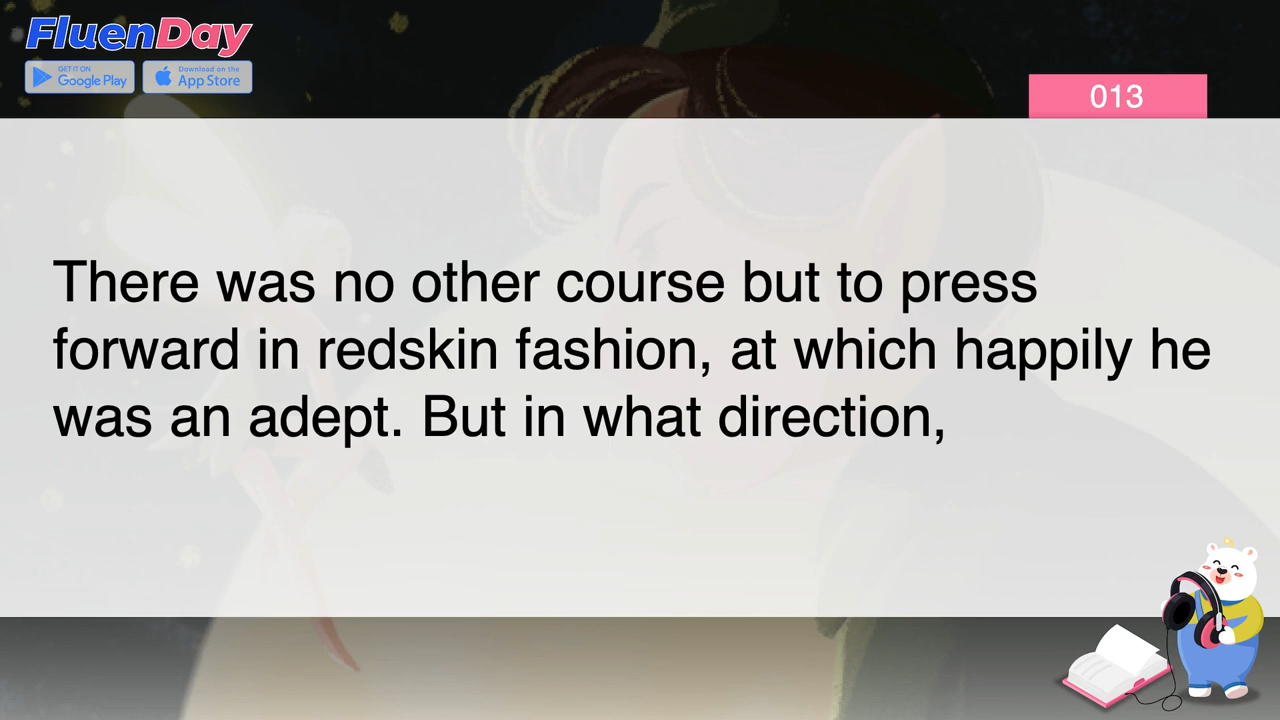 FluenDay
GET IT ON
Google Play
Download on the
App Store
013
There was no other course but to press
forward in redskin fashion, at which happily he
was an adept. But in what direction,